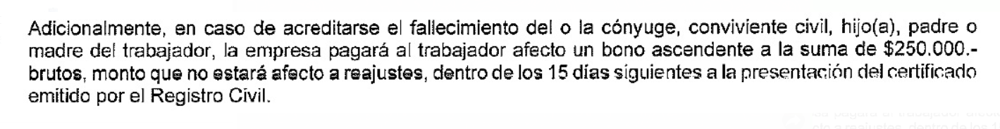 Adicionalmente, en caso de acreditarse el fallecimiento del o la cónyuge, conviviente civil, hijo(a), padre o
madre del trabajador, la empresa pagará al trabajador afecto un bono ascendente a la suma de $250.000.-
brutos, monto que no estará afecto a reajustes, dentro de los 15 días siguientes a la presentación del certificado
emitido por el Registro Civil.